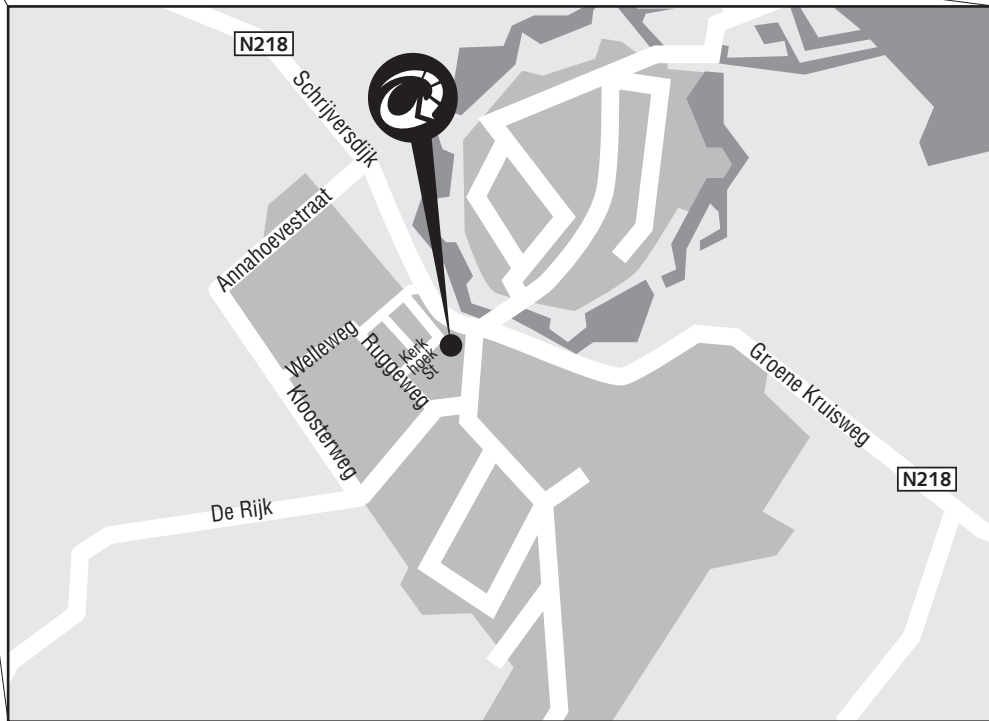 N218
Schrijversdijk
Annahoevestraat
Welleweg
Ruggeweg
Kerk
hoek
St
Kloosterweg
Groene Kruisweg
N218
De Rijk